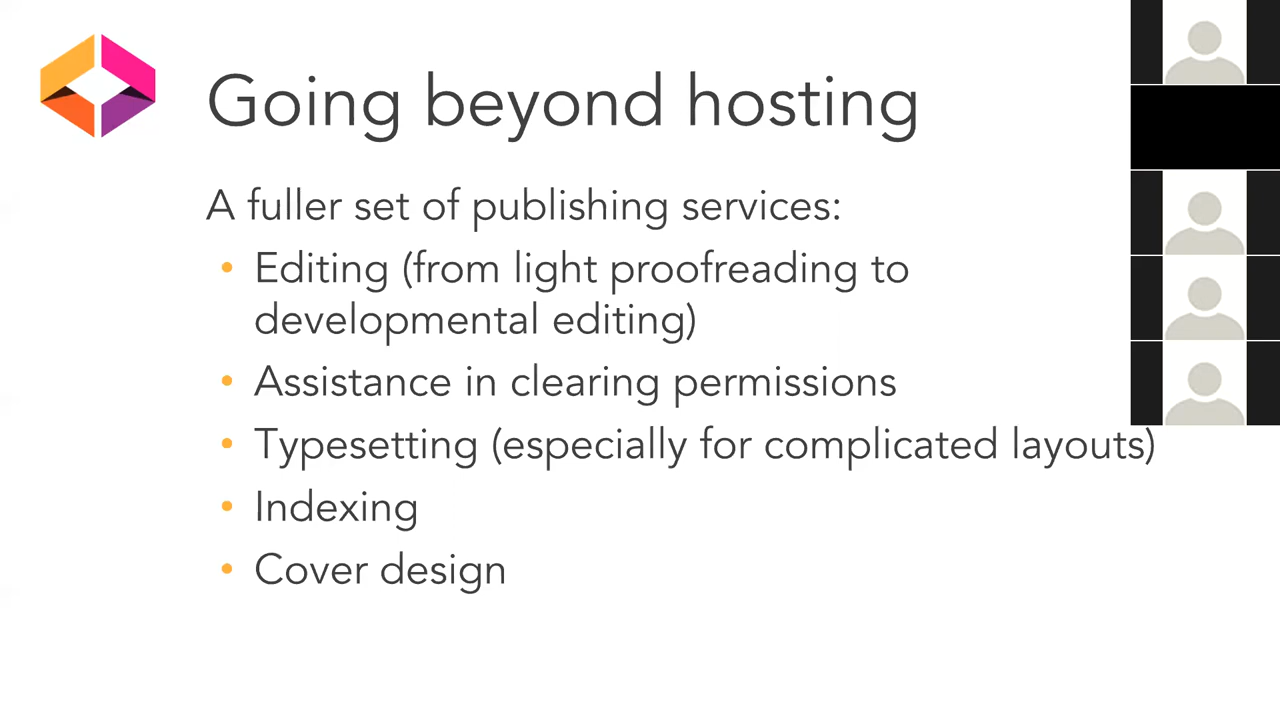 Going beyond hosting
A fuller set of publishing services:
• Editing (from light proofreading to
developmental editing)
• Assistance in clearing permissions
• Typesetting (especially for complicated layouts)
• Indexing
• Cover design